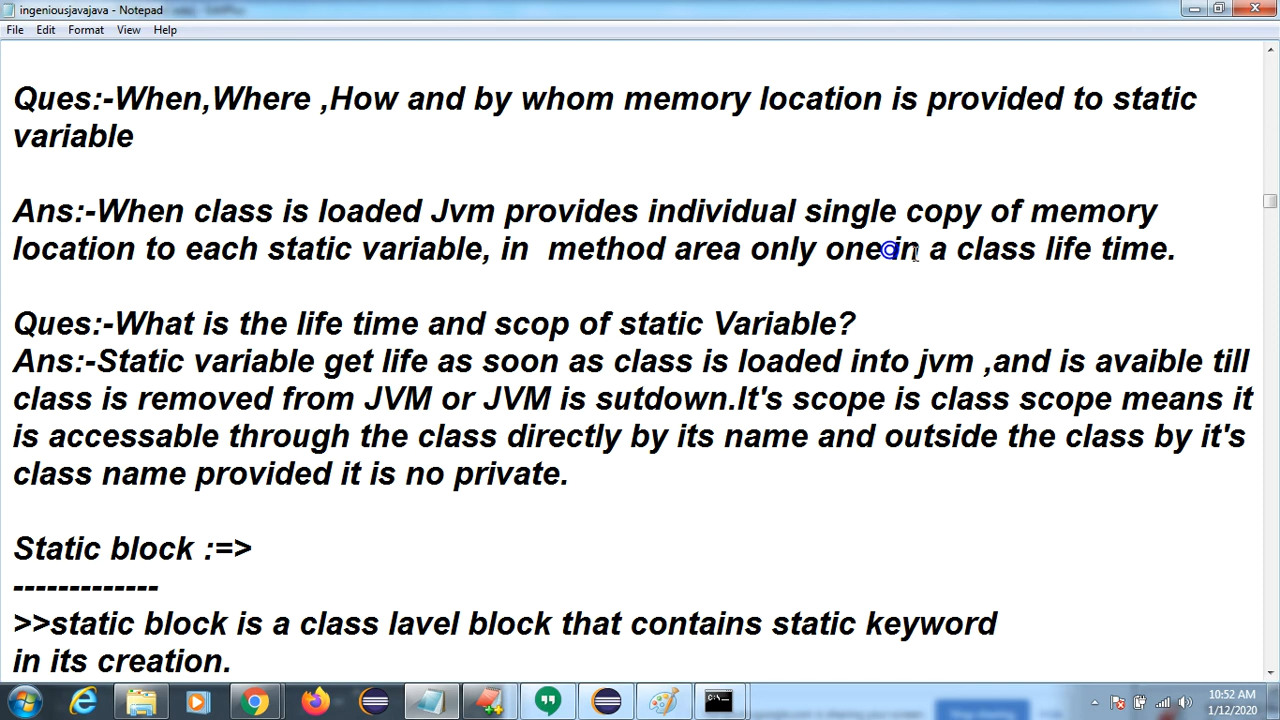 ingeniousjavajava - Notepad
File Edit Format View Help
Ques:-When,Where ,How and by whom memory location is provided to static
variable
Ans:-When class is loaded Jvm provides individual single copy of memory
location to each static variable, in  method area only one in a class life time.
Ques:-What is the life time and scop of static Variable?
Ans:-Static variable get life as soon as class is loaded into jvm ,and is avaible till
class is removed from JVM or JVM is sutdown.It's scope is class scope means it
is accessable through the class directly by its name and outside the class by it's
class name provided it is no private.
Static block :=>
-------------
>>static block is a class lavel block that contains static keyword
in its creation.
10:52 AM
1/12/2020